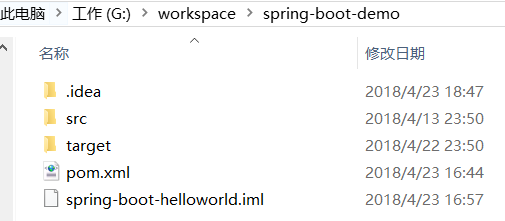 此电脑 > 工作 (G:) > workspace > spring-boot-demo
名称 修改日期
.idea 2018/4/23 18:47
src 2018/4/13 23:50
target 2018/4/22 23:50
pom.xml 2018/4/23 16:44
spring-boot-helloworld.iml 2018/4/23 16:57